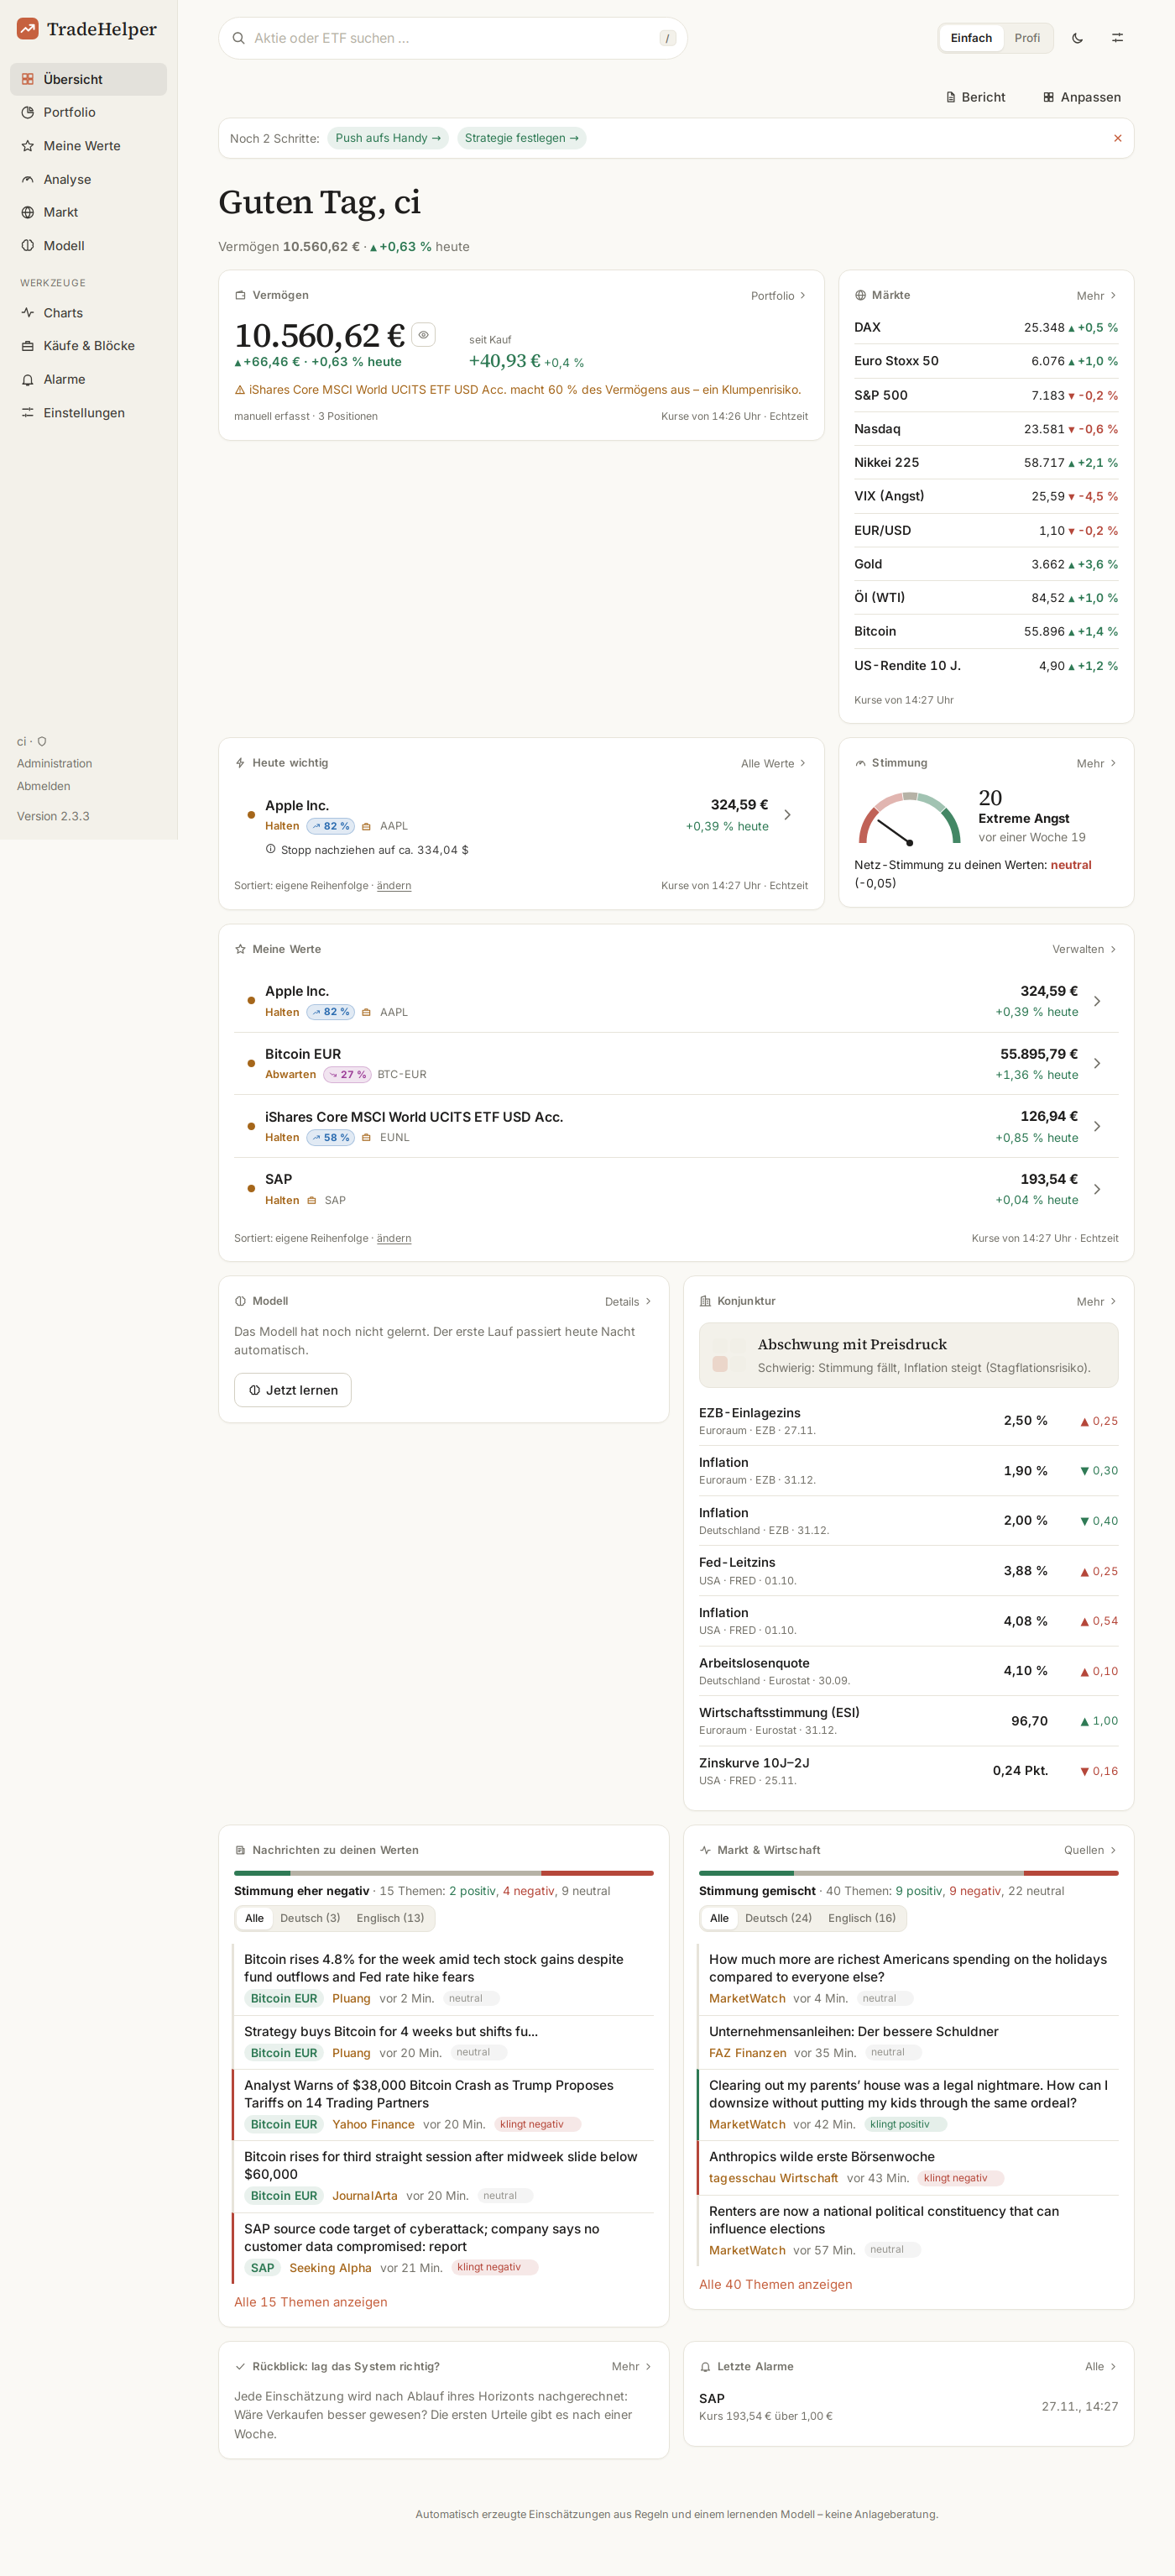 TradeHelper
Übersicht
Portfolio
Meine Werte
Analyse
Markt
Modell
WERKZEUGE
Charts
Käufe & Blöcke
Alarme
Einstellungen
ci ·
Administration
Abmelden
Version 2.3.3
Aktie oder ETF suchen ...
/
Einfach Profi
Bericht Anpassen
Noch 2 Schritte: Push aufs Handy → Strategie festlegen → ×
Guten Tag, ci
Vermögen 10.560,62 € · ▲+0,63 % heute
Vermögen Portfolio
10.560,62 €
▲+66,46 € · +0,63 % heute
seit Kauf
+40,93 € +0,4 %
iShares Core MSCI World UCITS ETF USD Acc. macht 60 % des Vermögens aus – ein Klumpenrisiko.
manuell erfasst · 3 Positionen Kurse von 14:26 Uhr · Echtzeit
Märkte Mehr
DAX 25.348 ▲+0,5 %
Euro Stoxx 50 6.076 ▲+1,0 %
S&P 500 7.183 ▼-0,2 %
Nasdaq 23.581 ▼-0,6 %
Nikkei 225 58.717 ▲+2,1 %
VIX (Angst) 25,59 ▼-4,5 %
EUR/USD 1,10 ▼-0,2 %
Gold 3.662 ▲+3,6 %
Öl (WTI) 84,52 ▲+1,0 %
Bitcoin 55.896 ▲+1,4 %
US-Rendite 10 J. 4,90 ▲+1,2 %
Kurse von 14:27 Uhr
Heute wichtig Alle Werte
Apple Inc. 324,59 €
Halten 82 % AAPL +0,39 % heute
Stopp nachziehen auf ca. 334,04 $
Sortiert: eigene Reihenfolge · ändern Kurse von 14:27 Uhr · Echtzeit
Stimmung Mehr
20
Extreme Angst
vor einer Woche 19
Netz-Stimmung zu deinen Werten: neutral
(-0,05)
Meine Werte Verwalten
Apple Inc. 324,59 €
Halten 82 % AAPL +0,39 % heute
Bitcoin EUR 55.895,79 €
Abwarten 27 % BTC-EUR +1,36 % heute
iShares Core MSCI World UCITS ETF USD Acc. 126,94 €
Halten 58 % EUNL +0,85 % heute
SAP 193,54 €
Halten SAP +0,04 % heute
Sortiert: eigene Reihenfolge · ändern Kurse von 14:27 Uhr · Echtzeit
Modell Details
Das Modell hat noch nicht gelernt. Der erste Lauf passiert heute Nacht
automatisch.
Jetzt lernen
Konjunktur Mehr
Abschwung mit Preisdruck
Schwierig: Stimmung fällt, Inflation steigt (Stagflationsrisiko).
EZB-Einlagezins 2,50 % ▲ 0,25
Euroraum · EZB · 27.11.
Inflation 1,90 % ▼ 0,30
Euroraum · EZB · 31.12.
Inflation 2,00 % ▼ 0,40
Deutschland · EZB · 31.12.
Fed-Leitzins 3,88 % ▲ 0,25
USA · FRED · 01.10.
Inflation 4,08 % ▲ 0,54
USA · FRED · 01.10.
Arbeitslosenquote 4,10 % ▲ 0,10
Deutschland · Eurostat · 30.09.
Wirtschaftsstimmung (ESI) 96,70 ▲ 1,00
Euroraum · Eurostat · 31.12.
Zinskurve 10J–2J 0,24 Pkt. ▼ 0,16
USA · FRED · 25.11.
Nachrichten zu deinen Werten
Stimmung eher negativ · 15 Themen: 2 positiv, 4 negativ, 9 neutral
Alle Deutsch (3) Englisch (13)
Bitcoin rises 4.8% for the week amid tech stock gains despite
fund outflows and Fed rate hike fears
Bitcoin EUR Pluang vor 2 Min. neutral
Strategy buys Bitcoin for 4 weeks but shifts fu...
Bitcoin EUR Pluang vor 20 Min. neutral
Analyst Warns of $38,000 Bitcoin Crash as Trump Proposes
Tariffs on 14 Trading Partners
Bitcoin EUR Yahoo Finance vor 20 Min. klingt negativ
Bitcoin rises for third straight session after midweek slide below
$60,000
Bitcoin EUR JournalArta vor 20 Min. neutral
SAP source code target of cyberattack; company says no
customer data compromised: report
SAP Seeking Alpha vor 21 Min. klingt negativ
Alle 15 Themen anzeigen
Markt & Wirtschaft Quellen
Stimmung gemischt · 40 Themen: 9 positiv, 9 negativ, 22 neutral
Alle Deutsch (24) Englisch (16)
How much more are richest Americans spending on the holidays
compared to everyone else?
MarketWatch vor 4 Min. neutral
Unternehmensanleihen: Der bessere Schuldner
FAZ Finanzen vor 35 Min. neutral
Clearing out my parents’ house was a legal nightmare. How can I
downsize without putting my kids through the same ordeal?
MarketWatch vor 42 Min. klingt positiv
Anthropics wilde erste Börsenwoche
tagesschau Wirtschaft vor 43 Min. klingt negativ
Renters are now a national political constituency that can
influence elections
MarketWatch vor 57 Min. neutral
Alle 40 Themen anzeigen
Rückblick: lag das System richtig? Mehr
Jede Einschätzung wird nach Ablauf ihres Horizonts nachgerechnet:
Wäre Verkaufen besser gewesen? Die ersten Urteile gibt es nach einer
Woche.
Letzte Alarme Alle
SAP 27.11., 14:27
Kurs 193,54 € über 1,00 €
Automatisch erzeugte Einschätzungen aus Regeln und einem lernenden Modell – keine Anlageberatung.